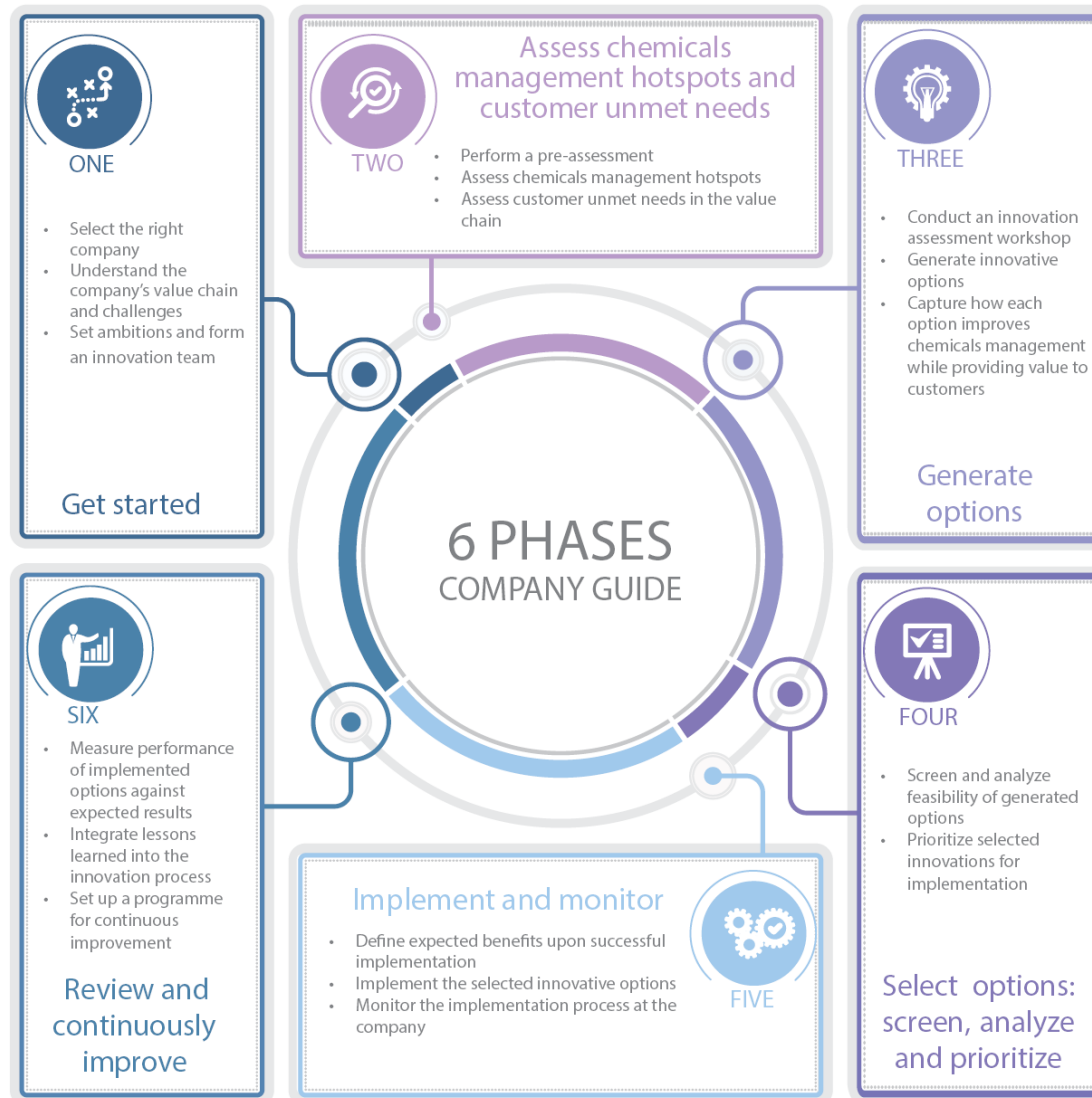 ONE
• Select the right
company
• Understand the
company’s value chain
and challenges
• Set ambitions and form
an innovation team
Get started
Assess chemicals
management hotspots and
customer unmet needs
TWO
• Perform a pre-assessment
• Assess chemicals management hotspots
• Assess customer unmet needs in the value
chain
THREE
• Conduct an innovation
assessment workshop
• Generate innovative
options
• Capture how each
option improves
chemicals management
while providing value to
customers
Generate
options
6 PHASES
COMPANY GUIDE
FOUR
• Screen and analyze
feasibility of generated
options
• Prioritize selected
innovations for
implementation
Select options:
screen, analyze
and prioritize
Implement and monitor
• Define expected benefits upon successful
implementation
• Implement the selected innovative options
• Monitor the implementation process at the
company
FIVE
SIX
• Measure performance
of implemented
options against
expected results
• Integrate lessons
learned into the
innovation process
• Set up a programme
for continuous
improvement
Review and
continuously
improve